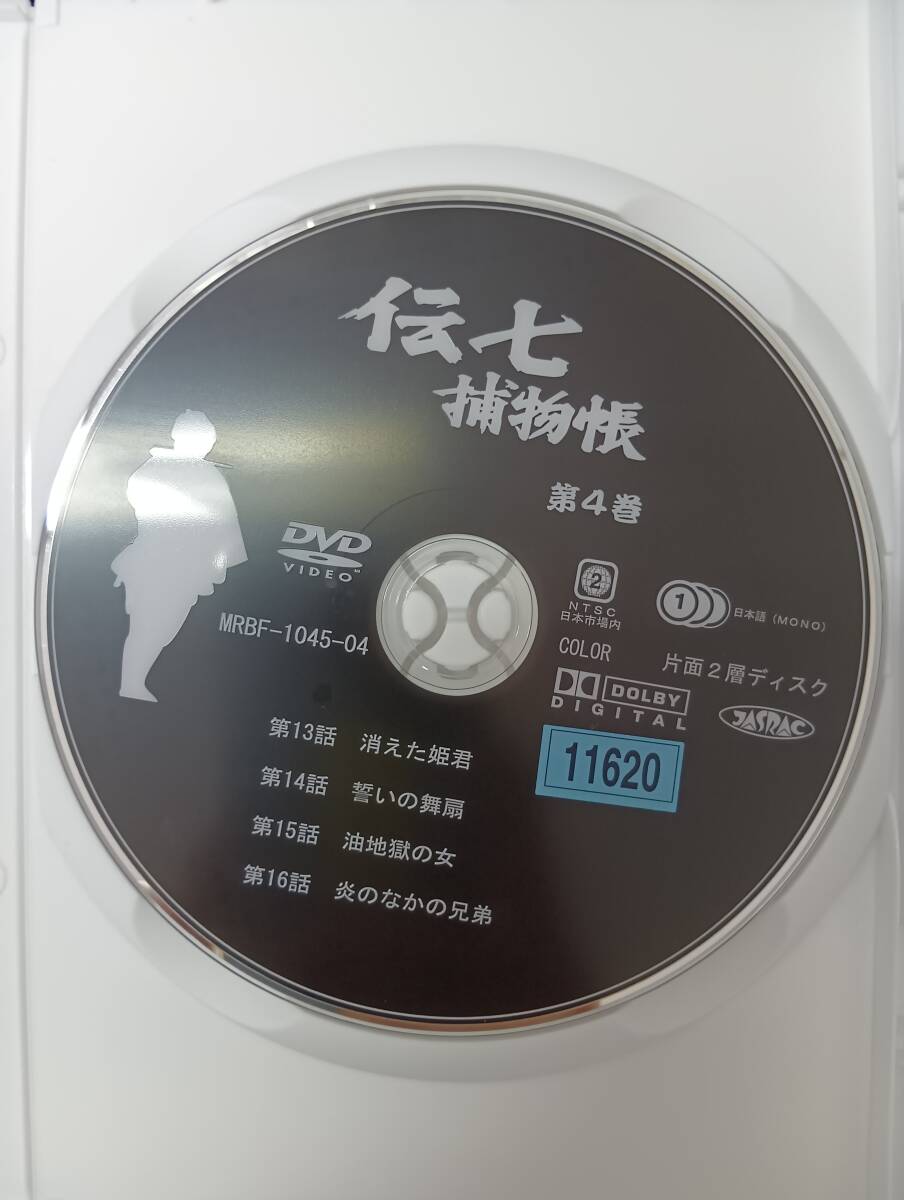 伝七
捕物帳
第4巻
DVD
VIDEO
MRBF-1045-04
2
NTSC
日本市場内
1
日本語(MONO)
COLOR
片面2層ディスク
DOLBY
DIGITAL
JASRAC
11620
第13話 消えた姫君
第14話 誓いの舞扇
第15話 油地獄の女
第16話 炎のなかの兄弟